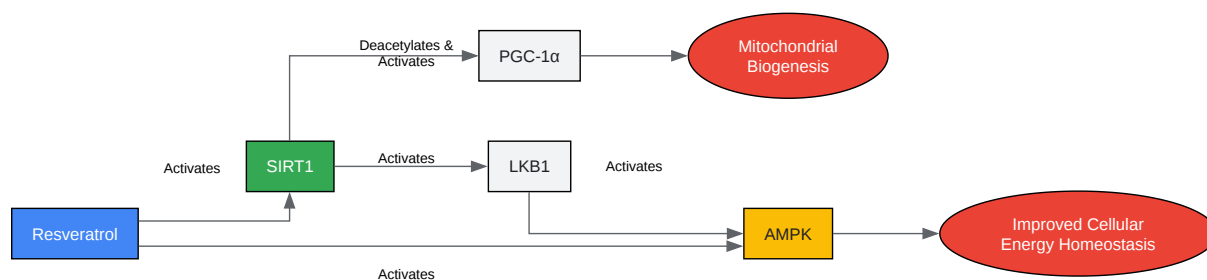 Deacetylates &
Activates
PGC-1α
Mitochondrial
Biogenesis
Activates
SIRT1
Activates
LKB1
Activates
Resveratrol
AMPK
Improved Cellular
Energy Homeostasis
Activates